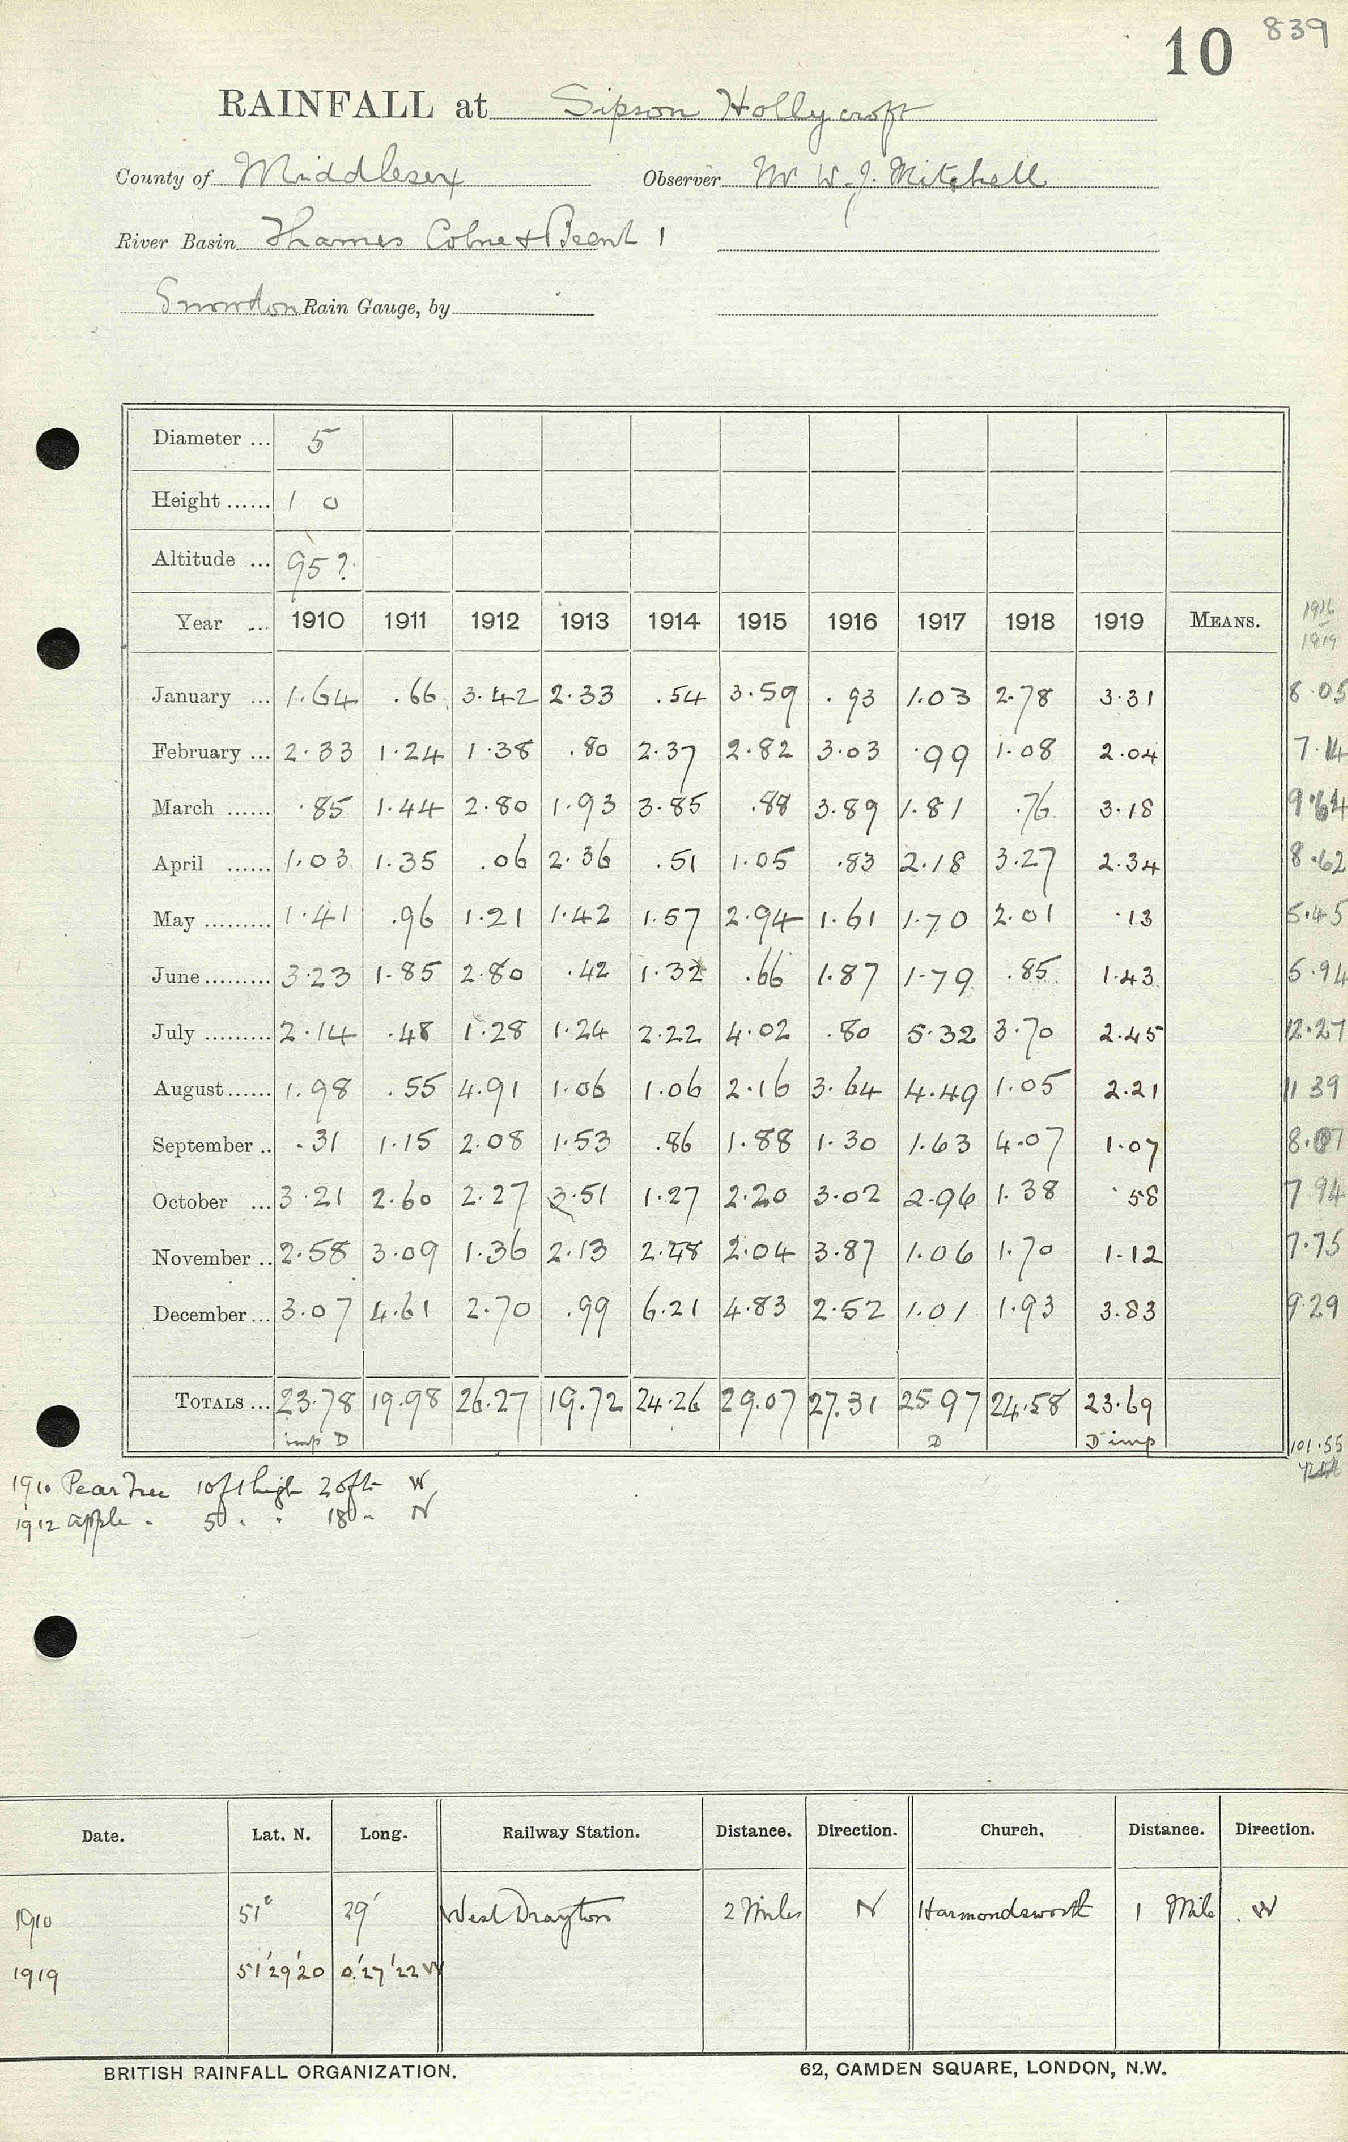 10 839
RAINFALL at Sipson Hollycroft
County of Middlesex Observer Mr W. J. Mitchell
River Basin Thames Colne & Brent 1
Snowdon Rain Gauge, by
Diameter ... 5
Height ...... 1 0
Altitude ... 95?
Year ... 1910 1911 1912 1913 1914 1915 1916 1917 1918 1919 MEANS. 1916 1919
January ... 1.64 .66 3.42 2.33 .54 3.59 .93 1.03 2.78 3.31 8.05
February ... 2.33 1.24 1.38 .80 2.37 2.82 3.03 .99 1.08 2.04 7.14
March ...... .85 1.44 2.80 1.93 3.85 .88 3.89 1.81 .76 3.18 9.64
April ...... 1.03 1.35 .06 2.36 .51 1.05 .83 2.18 3.27 2.34 8.62
May ......... 1.41 .96 1.21 1.42 1.57 2.94 1.61 1.70 2.01 .13 5.45
June ......... 3.23 1.85 2.80 .42 1.32 .66 1.87 1.79 .85 1.43 5.94
July ......... 2.14 .48 1.28 1.24 2.22 4.02 .80 5.32 3.70 2.45 12.27
August ...... 1.98 .55 4.91 1.06 1.06 2.16 3.64 4.49 1.05 2.21 11 39
September .. .31 1.15 2.08 1.53 .86 1.88 1.30 1.63 4.07 1.07 8.07
October ... 3.21 2.60 2.27 3.51 1.27 2.20 3.02 2.96 1.38 .58 7 94
November .. 2.58 3.09 1.36 2.13 2.48 2.04 3.87 1.06 1.70 1.12 7.75
December ... 3.07 4.61 2.70 .99 6.21 4.83 2.52 1.01 1.93 3.83 9.29
TOTALS ... 23.78 19.98 26.27 19.72 24.26 29.07 27.31 25.97 24.58 23.69
imp D D D imp 101.55
1910 Pear Tree 10ft high 20ft W
1912 apple " 50 " " 18 " N
Date. Lat. N. Long. Railway Station. Distance. Direction. Church. Distance. Direction.
1910 51° 29' West Drayton 2 Miles N Harmondsworth 1 Mile W
1919 51°29'20 0°27'22 W
BRITISH RAINFALL ORGANIZATION. 62, CAMDEN SQUARE, LONDON, N.W.